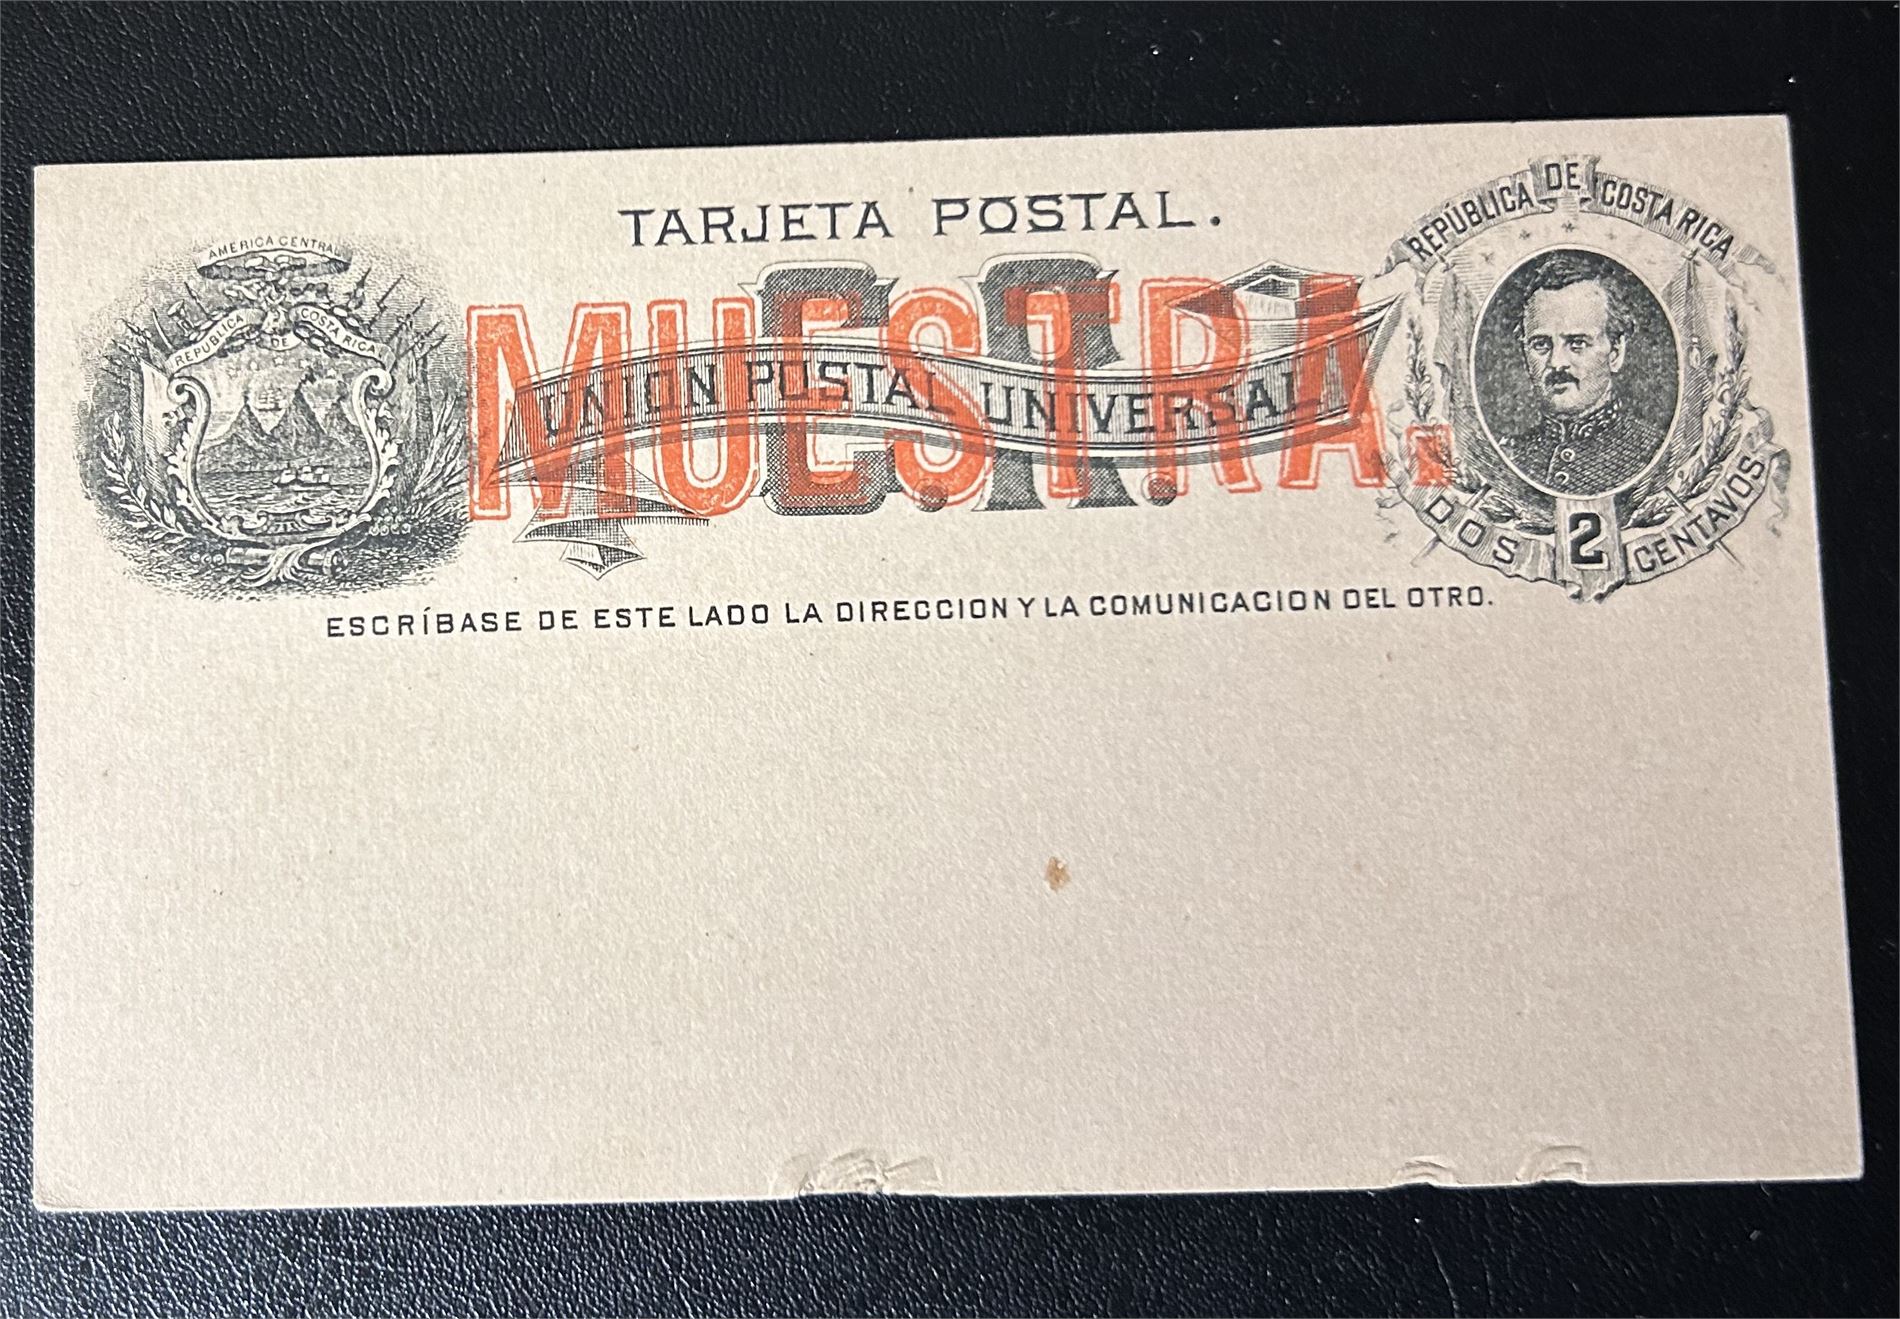 TARJETA POSTAL.
AMERICA CENTRAL
REPUBLICA DE COSTA RICA
C. R.
UNION POSTAL UNIVERSAL
MUESTRA.
REPÚBLICA DE COSTA RICA
DOS 2 CENTAVOS
ESCRÍBASE DE ESTE LADO LA DIRECCION Y LA COMUNICACION DEL OTRO.